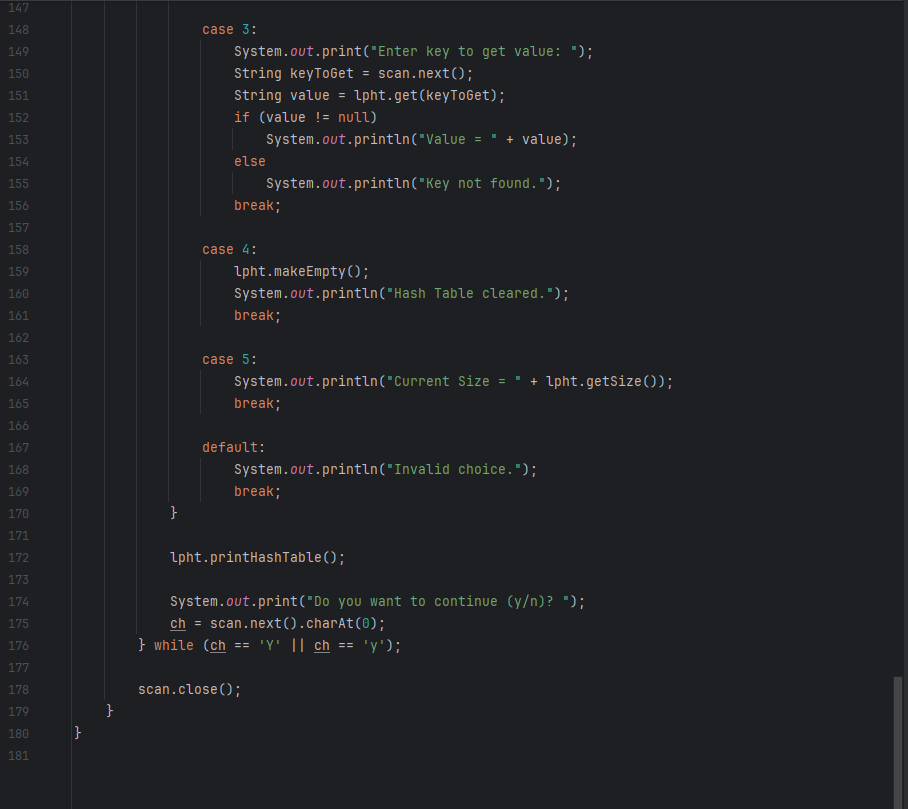 147
148 case 3:
149 System.out.print("Enter key to get value: ");
150 String keyToGet = scan.next();
151 String value = lpht.get(keyToGet);
152 if (value != null)
153 System.out.println("Value = " + value);
154 else
155 System.out.println("Key not found.");
156 break;
157
158 case 4:
159 lpht.makeEmpty();
160 System.out.println("Hash Table cleared.");
161 break;
162
163 case 5:
164 System.out.println("Current Size = " + lpht.getSize());
165 break;
166
167 default:
168 System.out.println("Invalid choice.");
169 break;
170 }
171
172 lpht.printHashTable();
173
174 System.out.print("Do you want to continue (y/n)? ");
175 ch = scan.next().charAt(0);
176 } while (ch == 'Y' || ch == 'y');
177
178 scan.close();
179 }
180 }
181